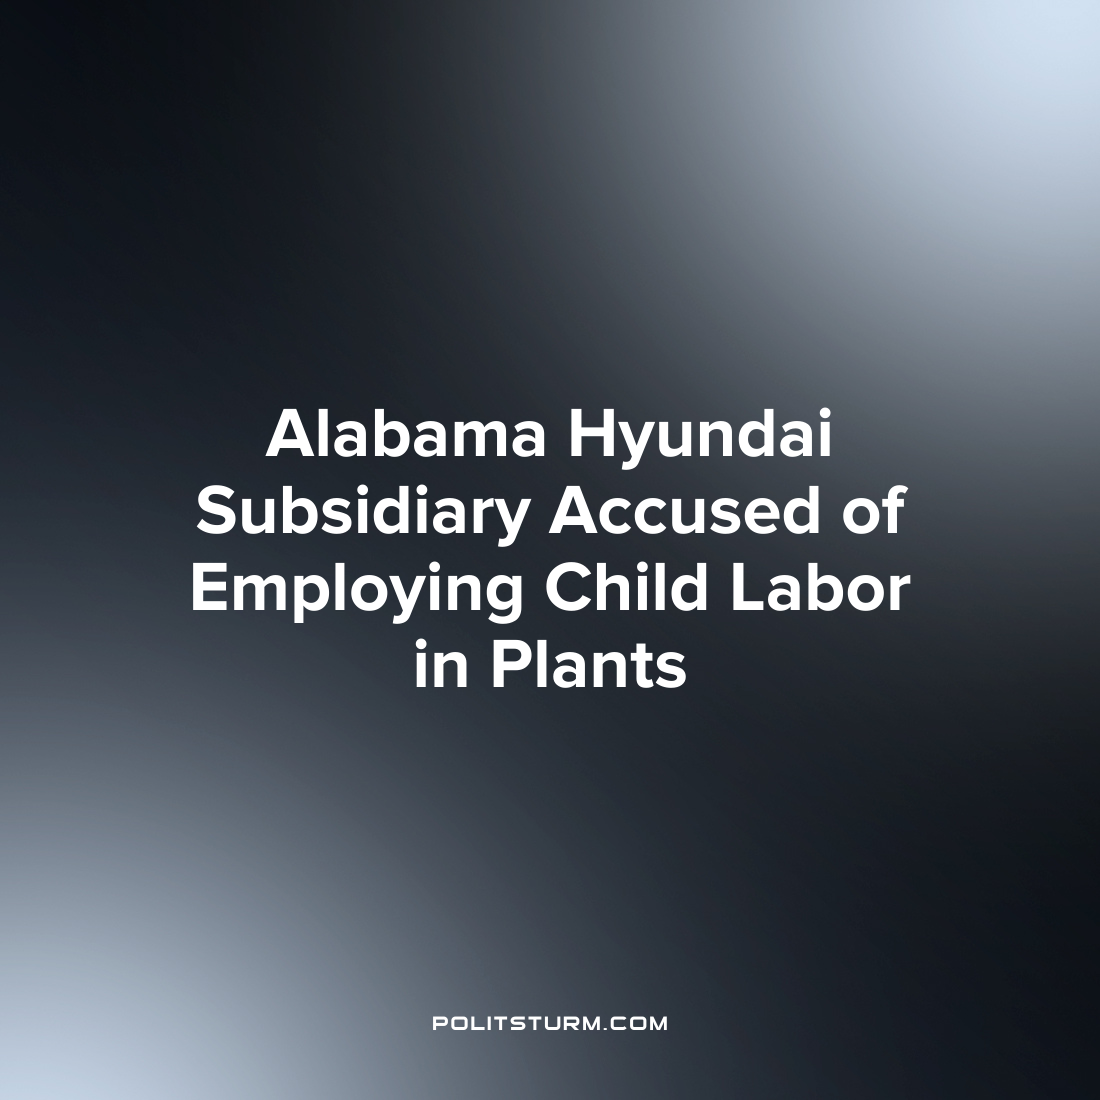 Alabama Hyundai
Subsidiary Accused of
Employing Child Labor
in Plants
POLITSTURM.COM